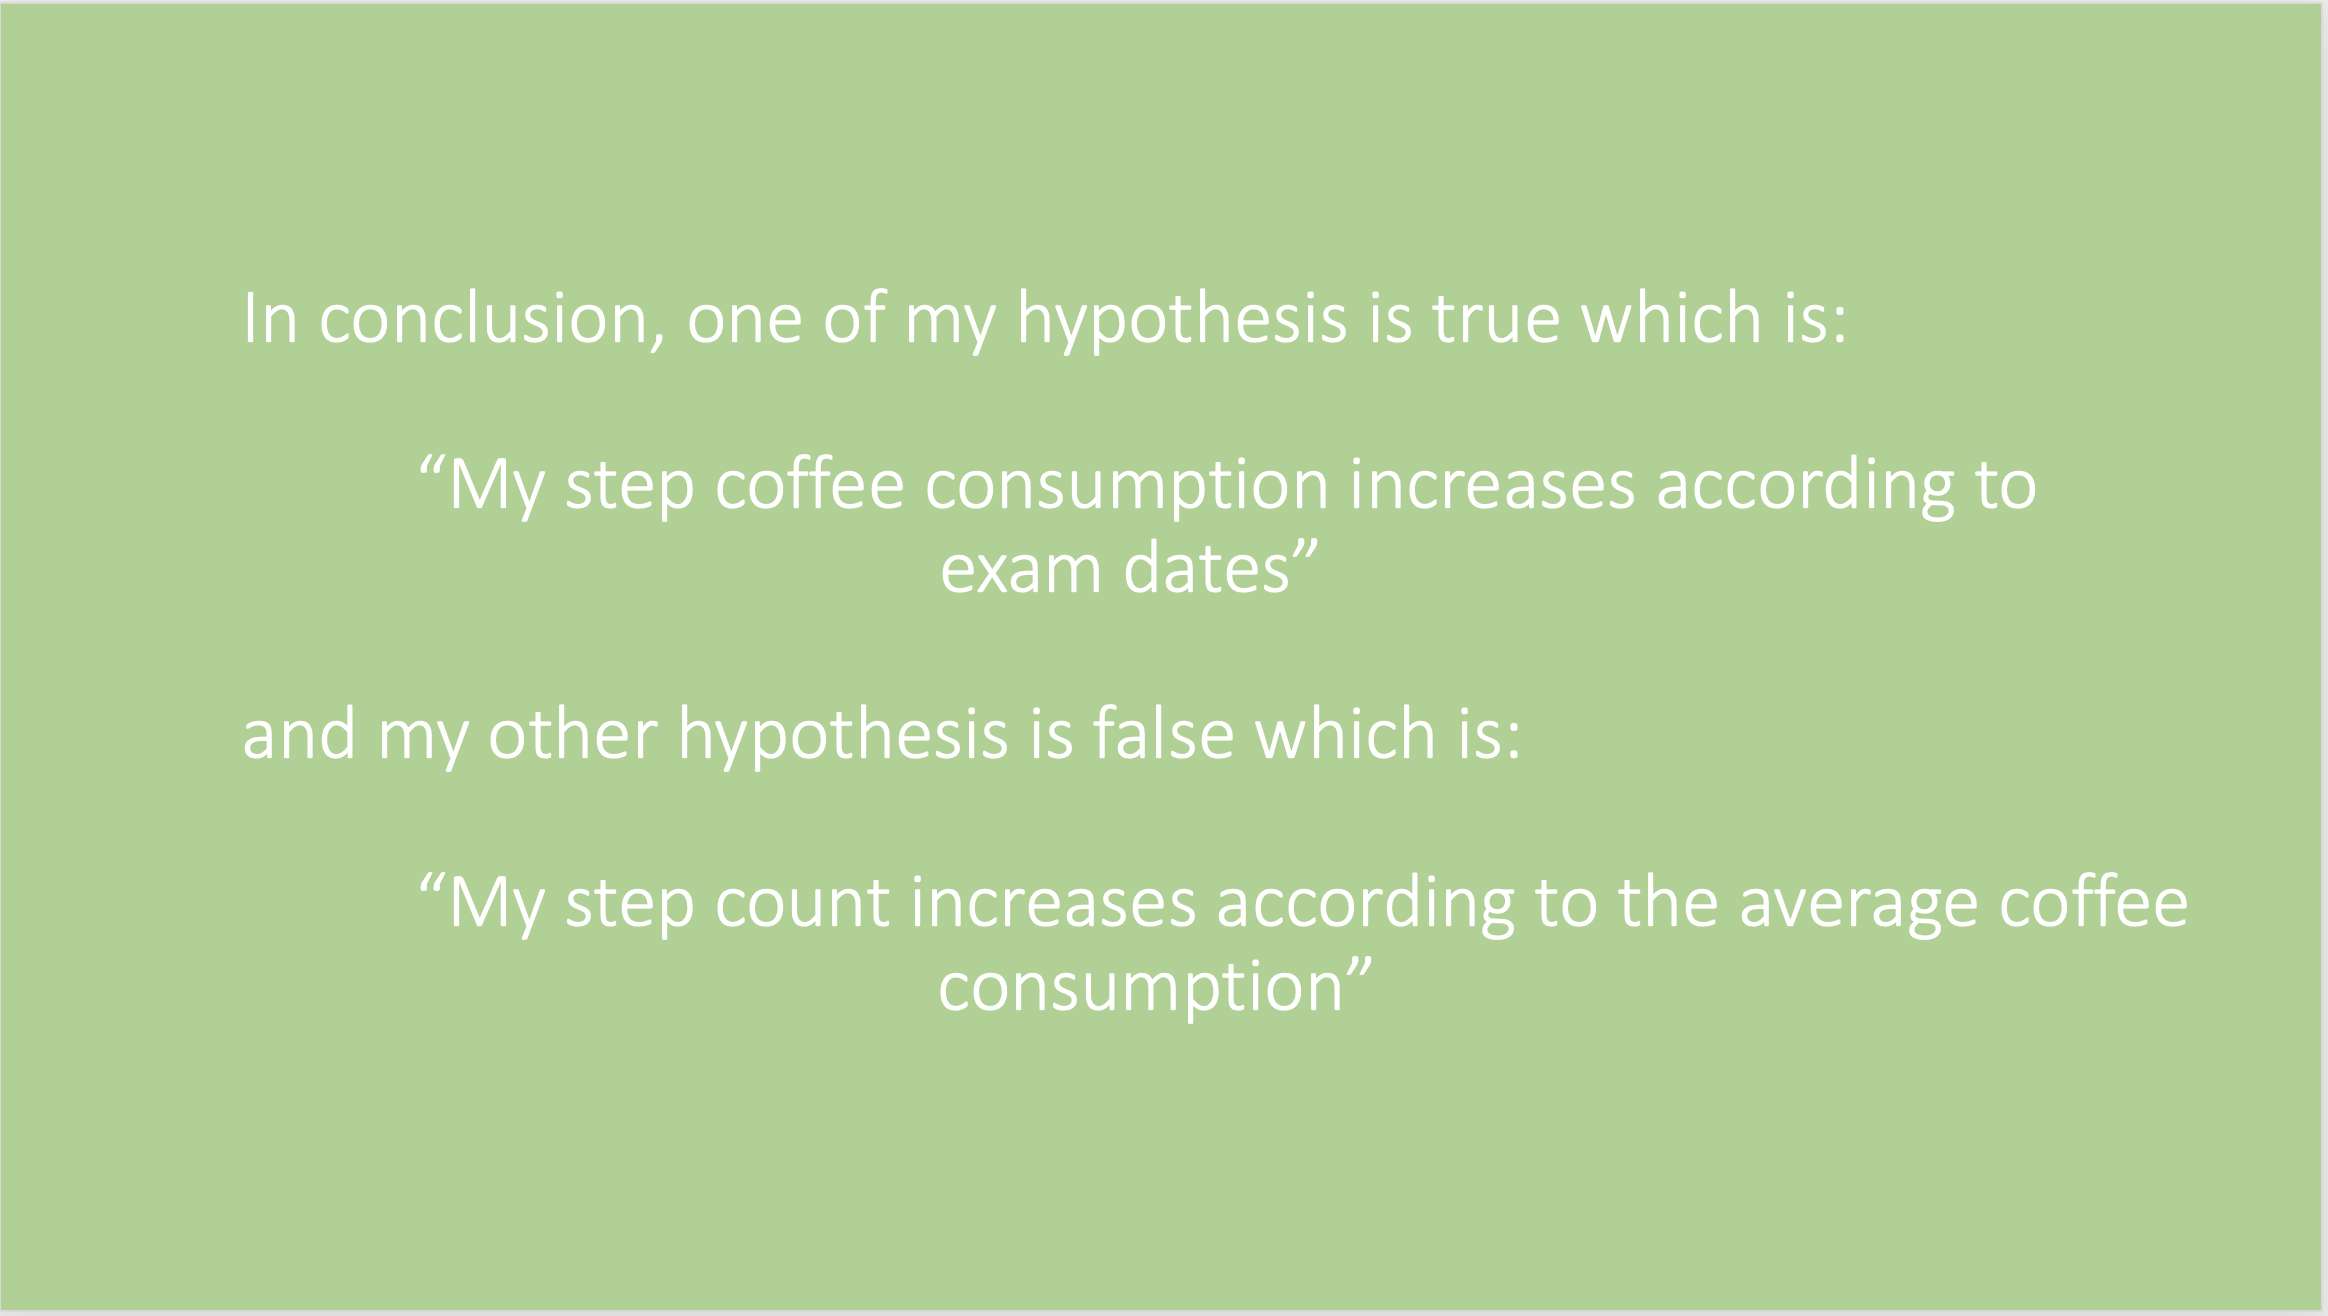 In conclusion, one of my hypothesis is true which is:
“My step coffee consumption increases according to
exam dates”
and my other hypothesis is false which is:
“My step count increases according to the average coffee
consumption”